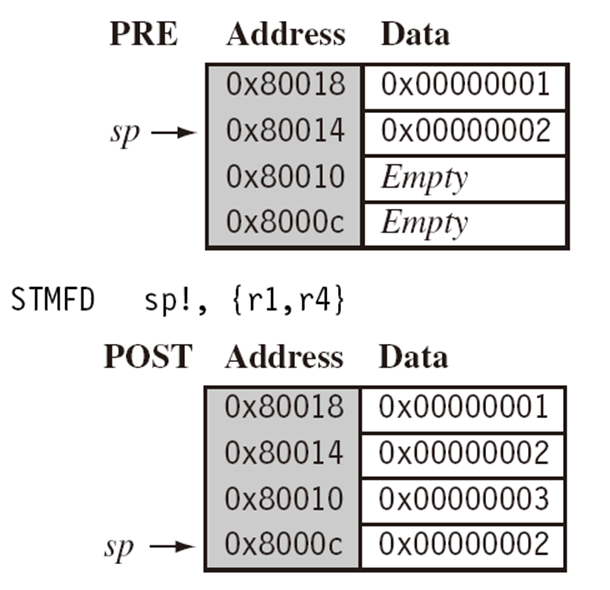 PRE Address Data
0x80018 0x00000001
sp 0x80014 0x00000002
0x80010 Empty
0x8000c Empty
STMFD sp!, {r1,r4}
POST Address Data
0x80018 0x00000001
0x80014 0x00000002
0x80010 0x00000003
sp 0x8000c 0x00000002